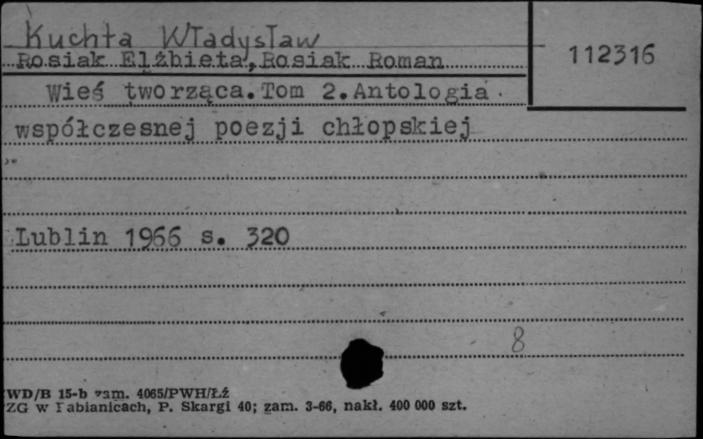 Kuchta Władysław
112316
Rosiak Elżbieta, Rosiak Roman
Wieś tworząca. Tom 2. Antologia
współczesnej poezji chłopskiej
Lublin 1966 s. 320
8
WD/B 15-b zam. 4065/PWH/Łź
ZG w Pabianicach, P. Skargi 40; zam. 3-66, nakł. 400 000 szt.